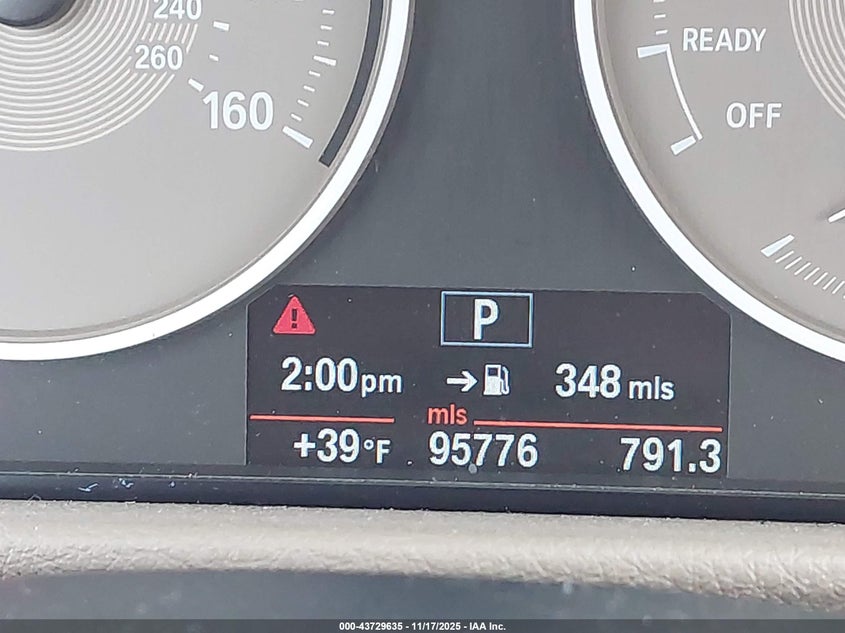 240
260
160
READY
OFF
P
2:00pm 348 mls
mls
+39°F 95776 791.3
000-43729635 - 11/17/2025 - IAA Inc.